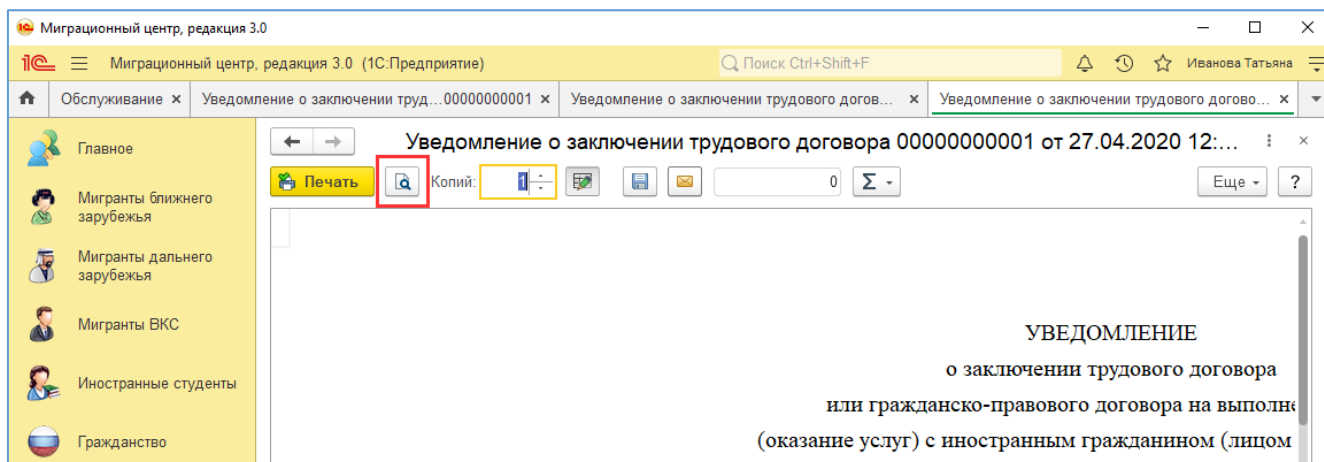 Миграционный центр, редакция 3.0
Миграционный центр, редакция 3.0 (1С:Предприятие)
Поиск Ctrl+Shift+F
Иванова Татьяна
Обслуживание ×
Уведомление о заключении труд...00000000001 ×
Уведомление о заключении трудового догов... ×
Уведомление о заключении трудового догово... ×
Главное
Мигранты ближнего
зарубежья
Мигранты дальнего
зарубежья
Мигранты ВКС
Иностранные студенты
Гражданство
Уведомление о заключении трудового договора 00000000001 от 27.04.2020 12:...
Печать
Копий: 1
0
Σ
Еще
?
УВЕДОМЛЕНИЕ
о заключении трудового договора
или гражданско-правового договора на выполне
(оказание услуг) с иностранным гражданином (лицом